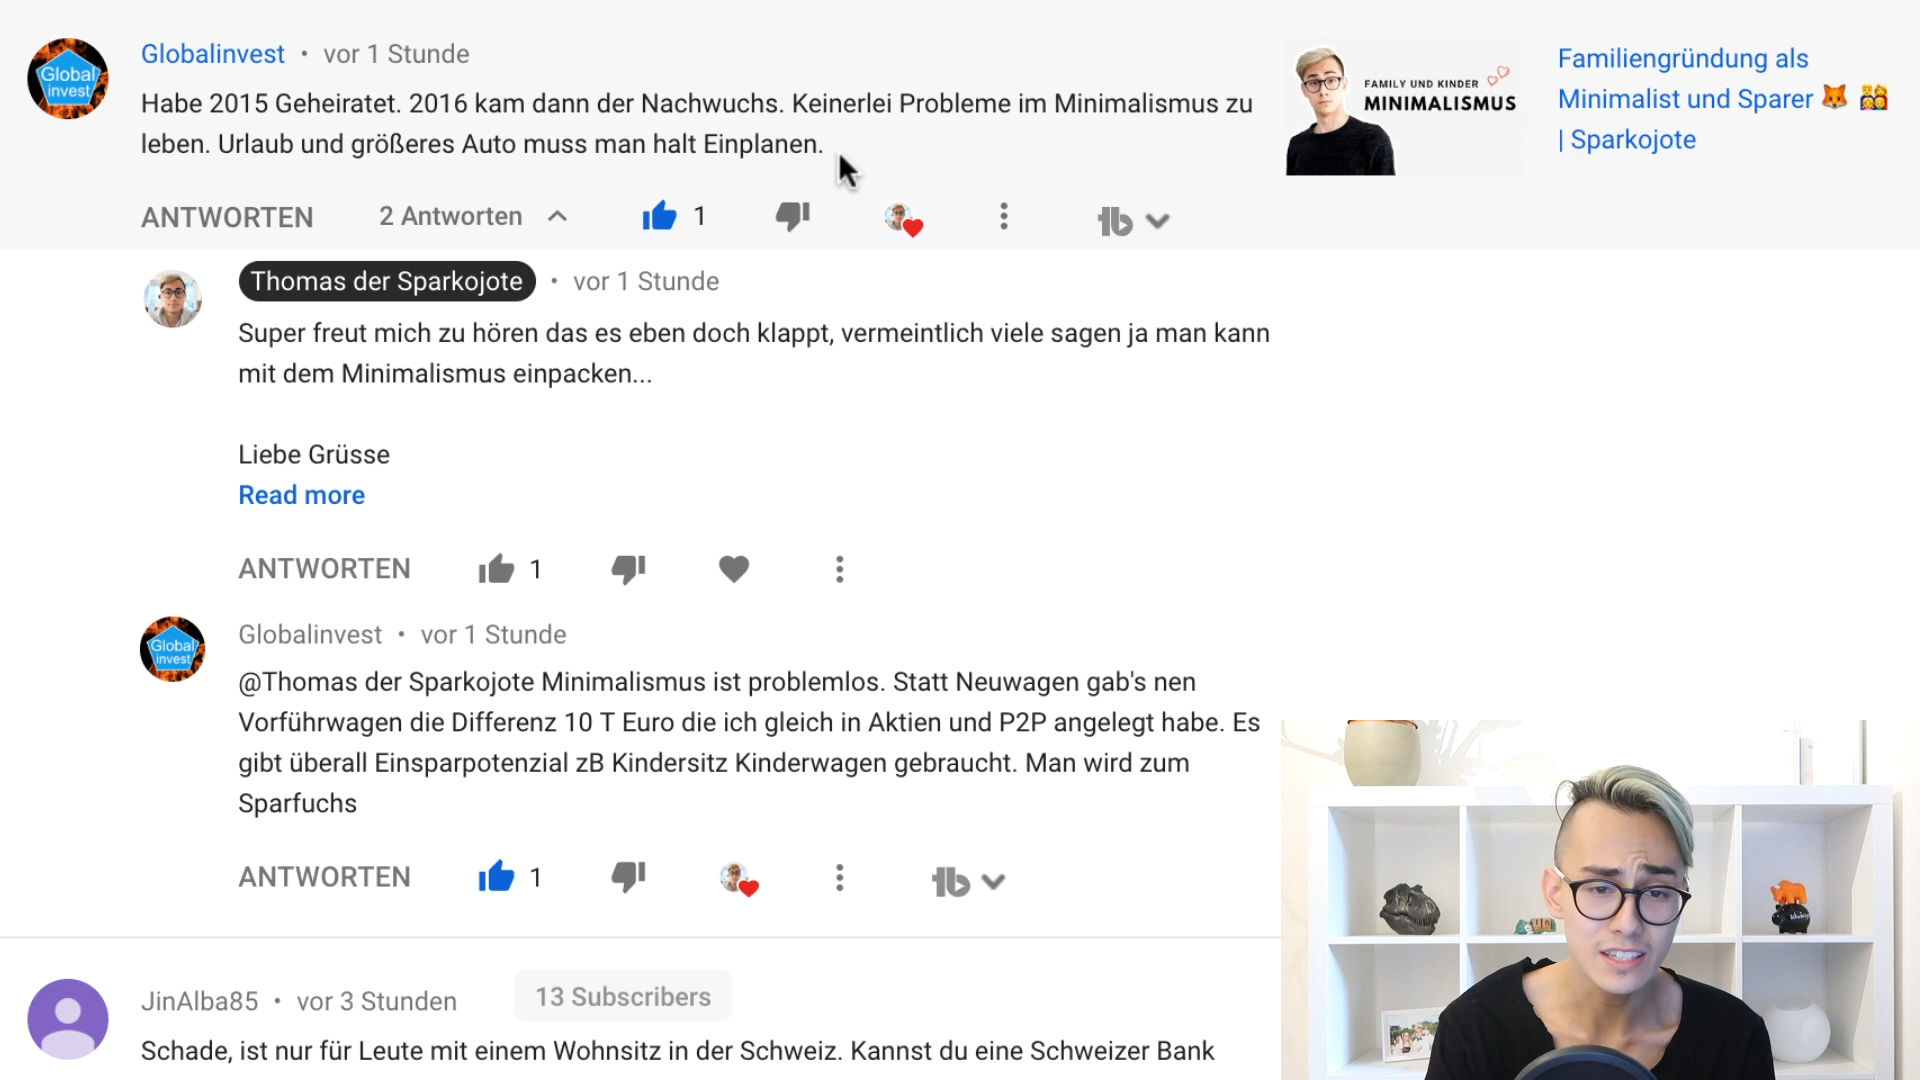 Global
invest
Globalinvest • vor 1 Stunde
Habe 2015 Geheiratet. 2016 kam dann der Nachwuchs. Keinerlei Probleme im Minimalismus zu
leben. Urlaub und größeres Auto muss man halt Einplanen.
ANTWORTEN 2 Antworten 1
FAMILY UND KINDER
MINIMALISMUS
Familiengründung als
Minimalist und Sparer 🦊 👨‍👩‍👧‍👦
| Sparkojote
Thomas der Sparkojote • vor 1 Stunde
Super freut mich zu hören das es eben doch klappt, vermeintlich viele sagen ja man kann
mit dem Minimalismus einpacken...
Liebe Grüsse
Read more
ANTWORTEN 1
Global
invest
Globalinvest • vor 1 Stunde
@Thomas der Sparkojote Minimalismus ist problemlos. Statt Neuwagen gab's nen
Vorführwagen die Differenz 10 T Euro die ich gleich in Aktien und P2P angelegt habe. Es
gibt überall Einsparpotenzial zB Kindersitz Kinderwagen gebraucht. Man wird zum
Sparfuchs
ANTWORTEN 1
JinAlba85 • vor 3 Stunden 13 Subscribers
Schade, ist nur für Leute mit einem Wohnsitz in der Schweiz. Kannst du eine Schweizer Bank